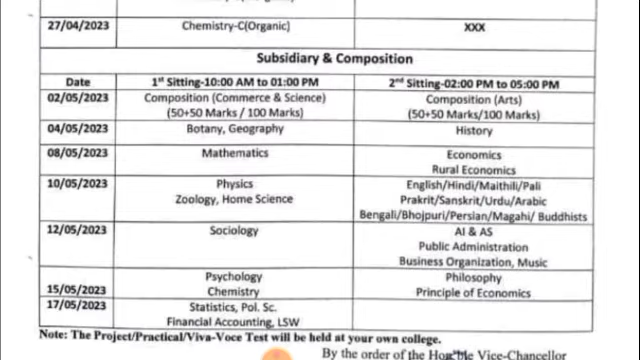 27/04/2023 Chemistry-C(Organic) XXX
Subsidiary & Composition
Date 1st Sitting-10:00 AM to 01:00 PM 2nd Sitting-02:00 PM to 05:00 PM
02/05/2023 Composition (Commerce & Science) Composition (Arts)
(50+50 Marks / 100 Marks) (50+50 Marks/100 Marks)
04/05/2023 Botany, Geography History
08/05/2023 Mathematics Economics
Rural Economics
10/05/2023 Physics English/Hindi/Maithili/Pali
Zoology, Home Science Prakrit/Sanskrit/Urdu/Arabic
Bengali/Bhojpuri/Persian/Magahi/ Buddhists
12/05/2023 Sociology AI & AS
Public Administration
Business Organization, Music
Psychology Philosophy
15/05/2023 Chemistry Principle of Economics
17/05/2023 Statistics, Pol. Sc.
Financial Accounting, LSW
Note: The Project/Practical/Viva-Voce Test will be held at your own college.
By the order of the Hon'ble Vice-Chancellor